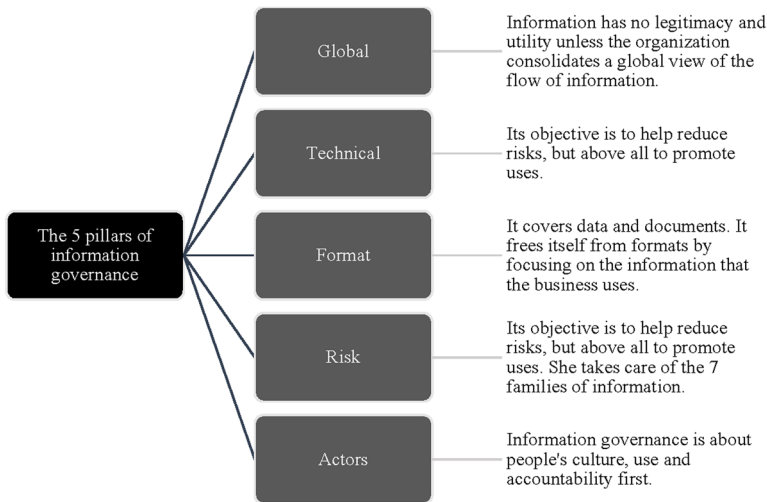 The 5 pillars of
information
governance
Global
Information has no legitimacy and
utility unless the organization
consolidates a global view of the
flow of information.
Technical
Its objective is to help reduce
risks, but above all to promote
uses.
Format
It covers data and documents. It
frees itself from formats by
focusing on the information that
the business uses.
Risk
Its objective is to help reduce
risks, but above all to promote
uses. She takes care of the 7
families of information.
Actors
Information governance is about
people's culture, use and
accountability first.